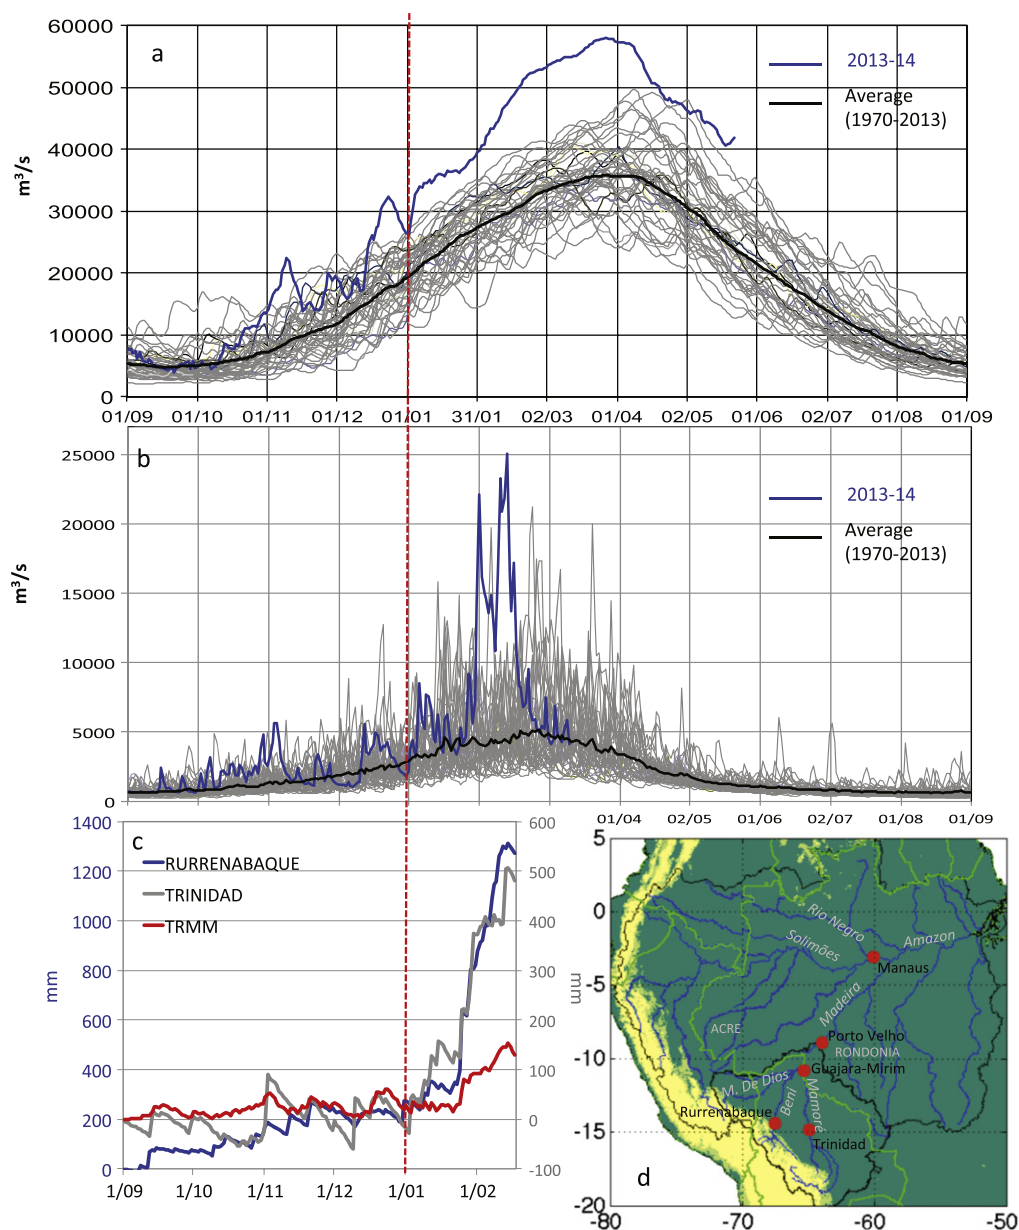 a
60000
50000
40000
30000
20000
10000
0
m³/s
2013-14
Average
(1970-2013)
01/09 01/10 01/11 01/12 01/01 31/01 02/03 01/04 02/05 01/06 02/07 01/08 01/09
b
25000
20000
15000
10000
5000
0
m³/s
2013-14
Average
(1970-2013)
01/04 02/05 01/06 02/07 01/08 01/09
c
1400
1200
1000
800
600
400
200
0
mm
RURRENABAQUE
TRINIDAD
TRMM
600
500
400
300
200
100
0
-100
mm
1/09 1/10 1/11 1/12 1/01 1/02
5
0
-5
-10
-15
-20
Rio Negro
Solimões
Amazon
Manaus
Madeira
ACRE
Porto Velho
RONDONIA
Guajara-Mirim
M. De Dios
Beni
Mamoré
Rurrenabaque
Trinidad
d
-80 -70 -60 -50